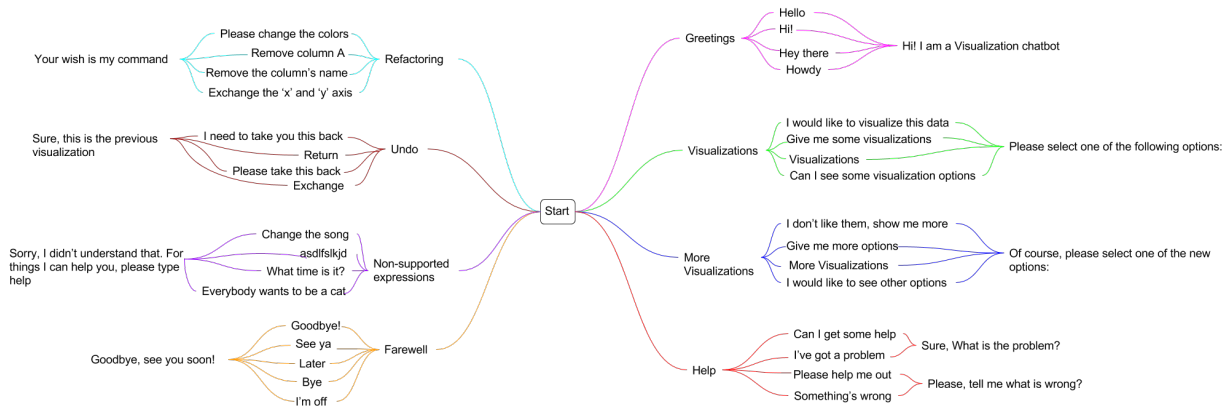 Please change the colors
Remove column A
Your wish is my command
Refactoring
Remove the column's name
Exchange the ‘x’ and ‘y’ axis
I need to take you this back
Sure, this is the previous
visualization
Return
Undo
Please take this back
Exchange
Change the song
asdlfslkjd
Sorry, I didn't understand that. For
things I can help you, please type
help
What time is it?
Non-supported
expressions
Everybody wants to be a cat
Goodbye!
See ya
Goodbye, see you soon!
Later
Farewell
Bye
I'm off
Start
Greetings
Hello
Hi!
Hey there
Howdy
Hi! I am a Visualization chatbot
Visualizations
I would like to visualize this data
Give me some visualizations
Visualizations
Can I see some visualization options
Please select one of the following options:
More
Visualizations
I don't like them, show me more
Give me more options
More Visualizations
I would like to see other options
Of course, please select one of the new
options:
Help
Can I get some help
I've got a problem
Sure, What is the problem?
Please help me out
Something's wrong
Please, tell me what is wrong?